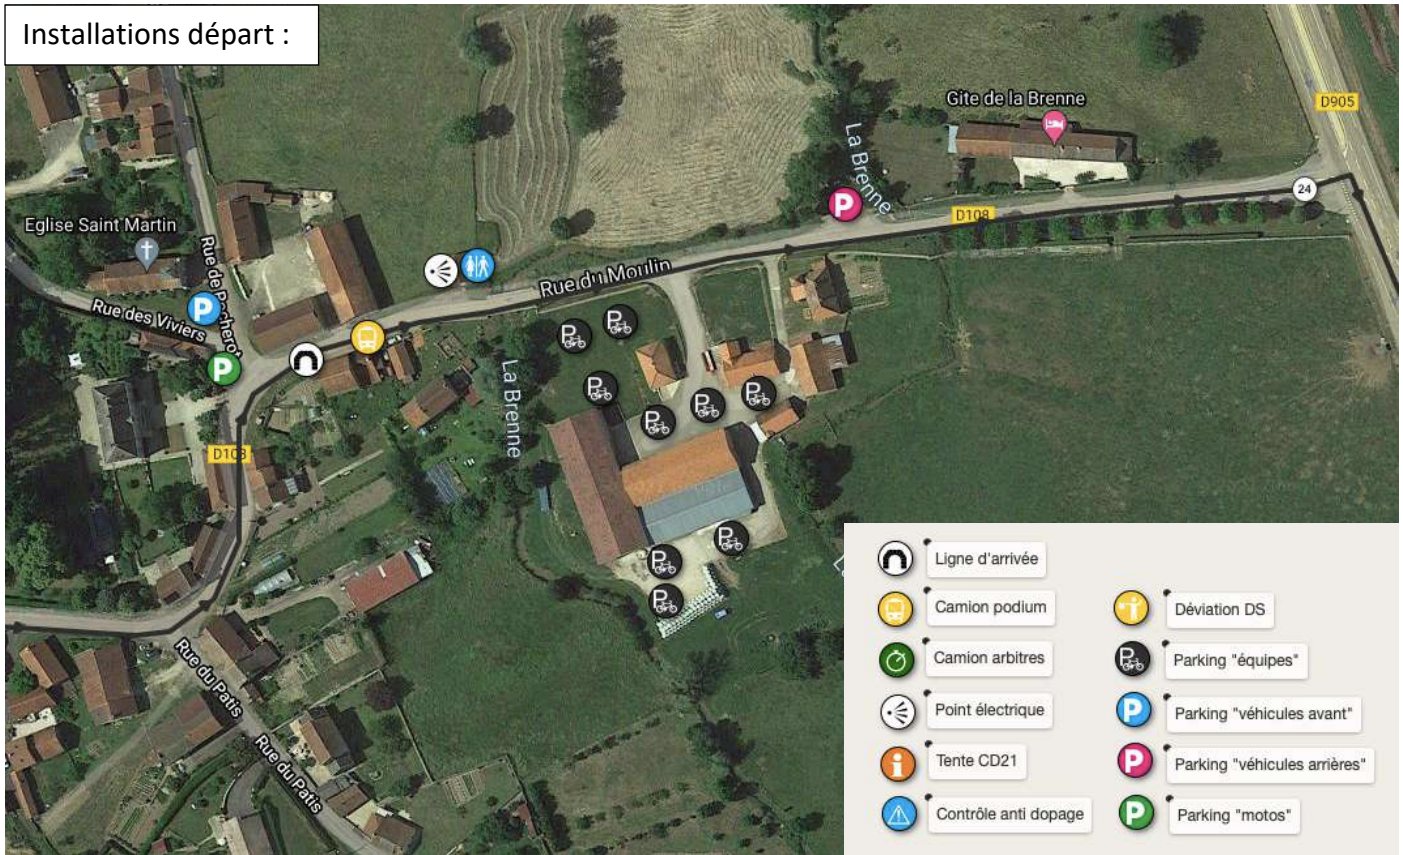 Installations départ :
D905
Gite de la Brenne
La Brenne
P
24
D108
Eglise Saint Martin
Rue de Pocherot
P
Rue des Viviers
Rue du Moulin
P
P
P
La Brenne
P
P
P
P
D108
P
P
P
Rue du Patis
Rue du Patis
Ligne d'arrivée
Camion podium
Déviation DS
Camion arbitres
P
Parking "équipes"
Point électrique
P
Parking "véhicules avant"
Tente CD21
P
Parking "véhicules arrières"
Contrôle anti dopage
P
Parking "motos"